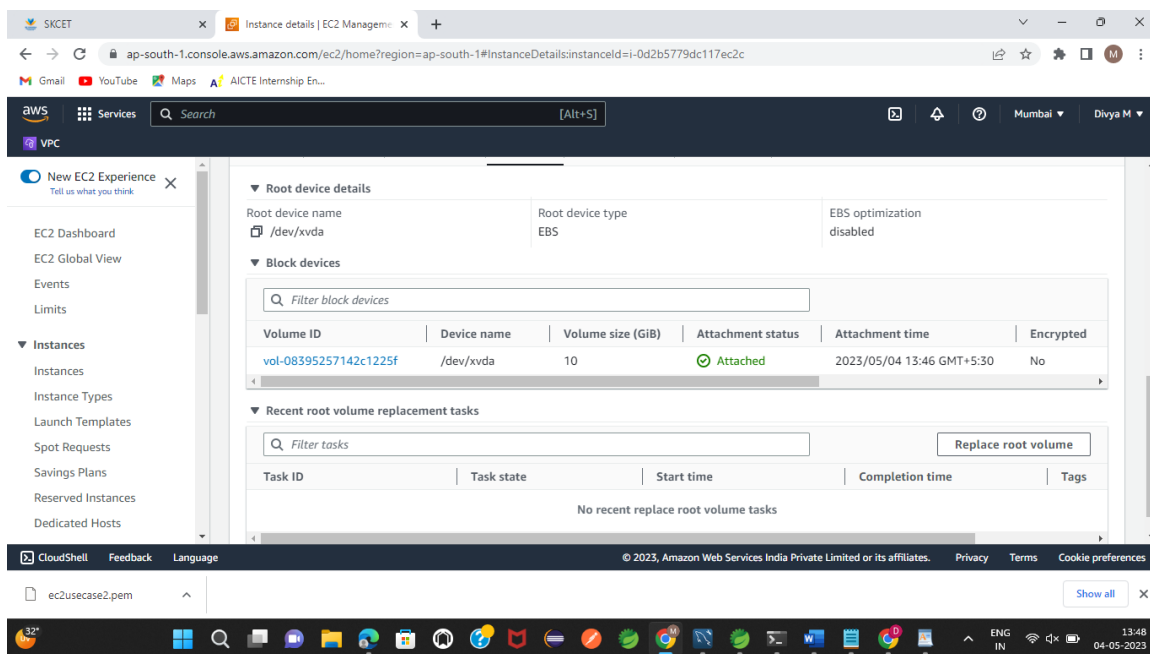 SKCET
Instance details | EC2 Manageme
ap-south-1.console.aws.amazon.com/ec2/home?region=ap-south-1#InstanceDetails:instanceId=i-0d2b5779dc117ec2c
M
Gmail YouTube Maps AICTE Internship En...
aws Services Search [Alt+S] Mumbai Divya M
VPC
New EC2 Experience
Tell us what you think
EC2 Dashboard
EC2 Global View
Events
Limits
Instances
Instances
Instance Types
Launch Templates
Spot Requests
Savings Plans
Reserved Instances
Dedicated Hosts
Root device details
Root device name Root device type EBS optimization
/dev/xvda EBS disabled
Block devices
Filter block devices
Volume ID Device name Volume size (GiB) Attachment status Attachment time Encrypted
vol-08395257142c1225f /dev/xvda 10 Attached 2023/05/04 13:46 GMT+5:30 No
Recent root volume replacement tasks
Filter tasks Replace root volume
Task ID Task state Start time Completion time Tags
No recent replace root volume tasks
CloudShell Feedback Language © 2023, Amazon Web Services India Private Limited or its affiliates. Privacy Terms Cookie preferences
ec2usecase2.pem Show all
32°
ENG
IN
13:48
04-05-2023